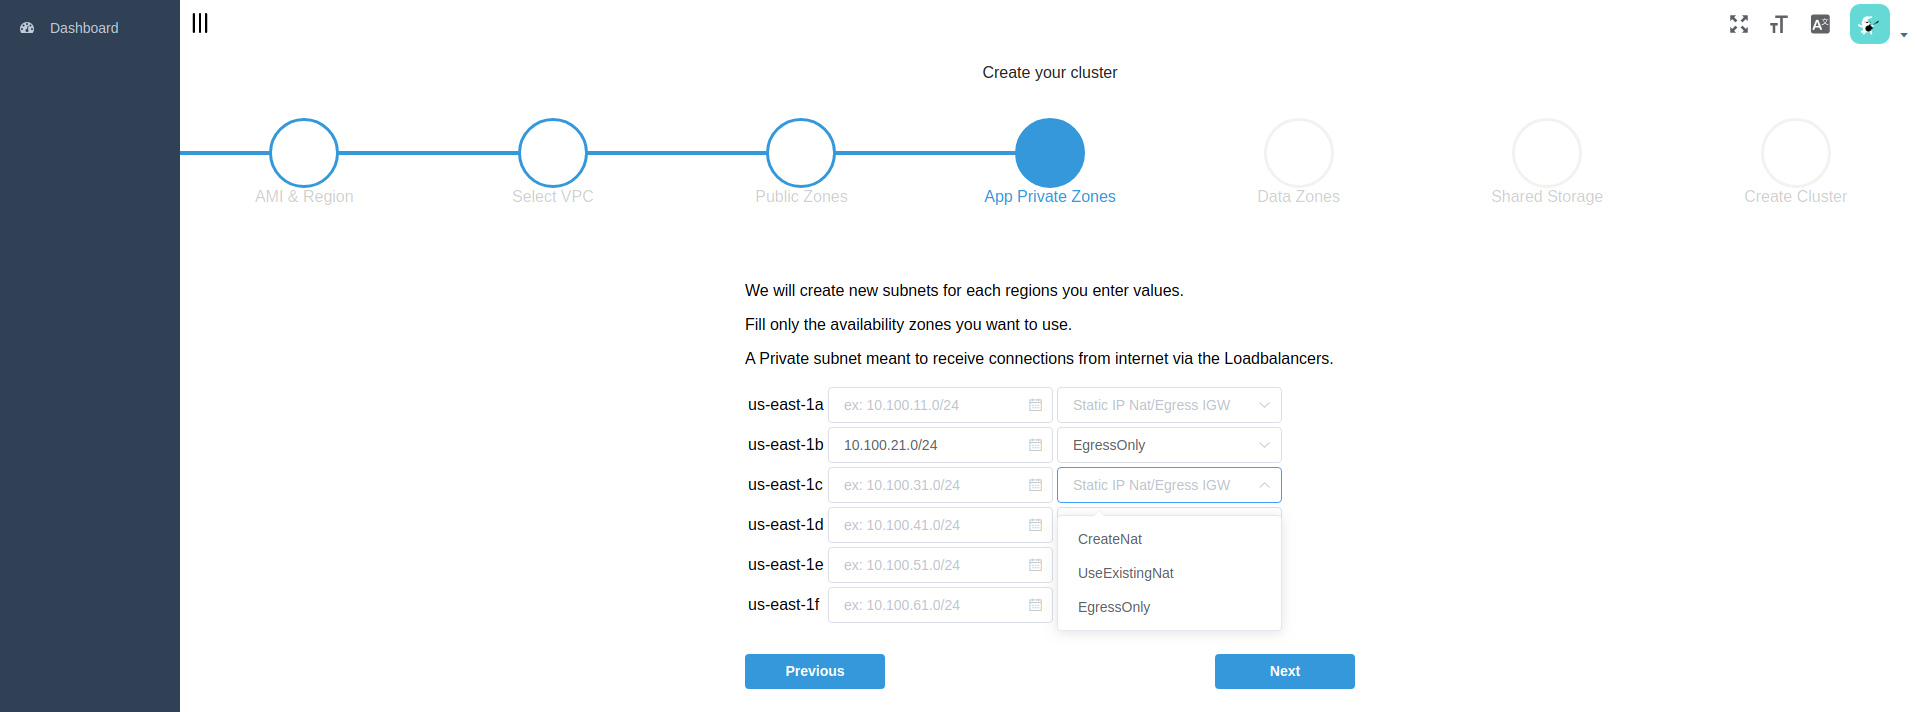 Dashboard
Create your cluster
AMI & Region
Select VPC
Public Zones
App Private Zones
Data Zones
Shared Storage
Create Cluster
We will create new subnets for each regions you enter values.
Fill only the availability zones you want to use.
A Private subnet meant to receive connections from internet via the Loadbalancers.
us-east-1a ex: 10.100.11.0/24 Static IP Nat/Egress IGW
us-east-1b 10.100.21.0/24 EgressOnly
us-east-1c ex: 10.100.31.0/24 Static IP Nat/Egress IGW
us-east-1d ex: 10.100.41.0/24
CreateNat
us-east-1e ex: 10.100.51.0/24
UseExistingNat
us-east-1f ex: 10.100.61.0/24
EgressOnly
Previous
Next